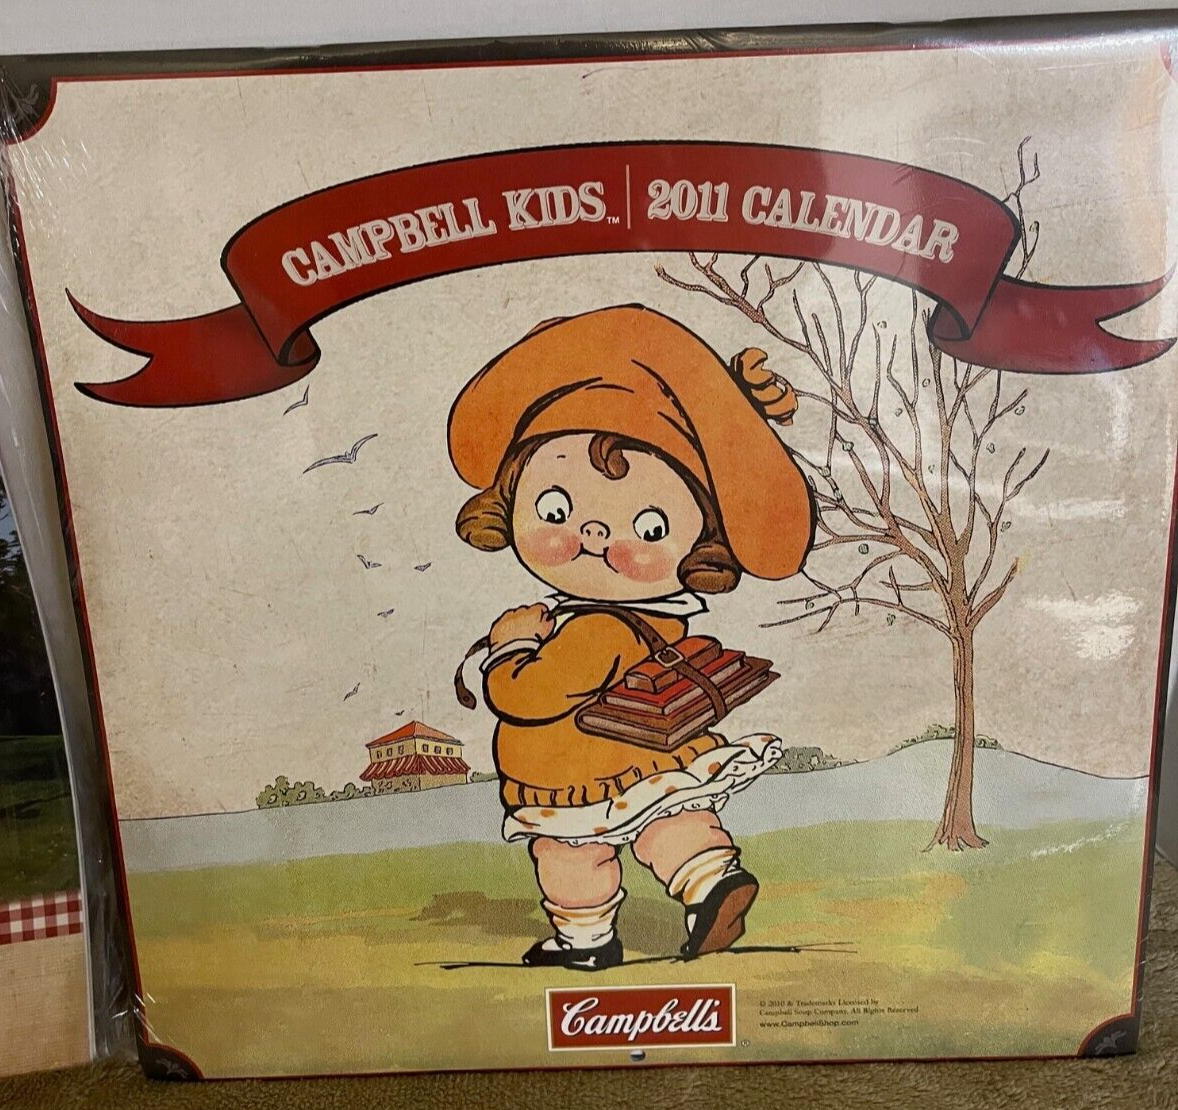 CAMPBELL KIDS™ | 2011 CALENDAR
Campbell's®
© 2010 & Trademarks Licensed by
Campbell Soup Company. All Rights Reserved
www.CampbellShop.com